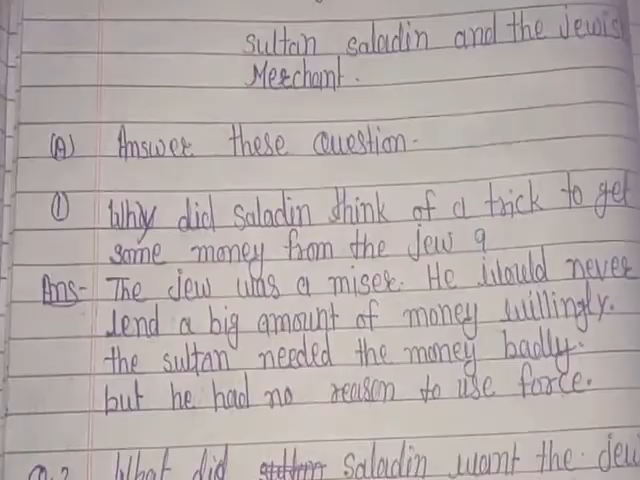 Sultan Saladin and the Jewis
Merchant.
(A) Answer these Question.
(1) Why did Saladin think of a trick to get
some money from the Jew ?
Ans- The Jew was a miser. He would never
lend a big amount of money willingly.
the sultan needed the money badly.
but he had no reason to use force.
Q.2 What did Saladin want the Jew